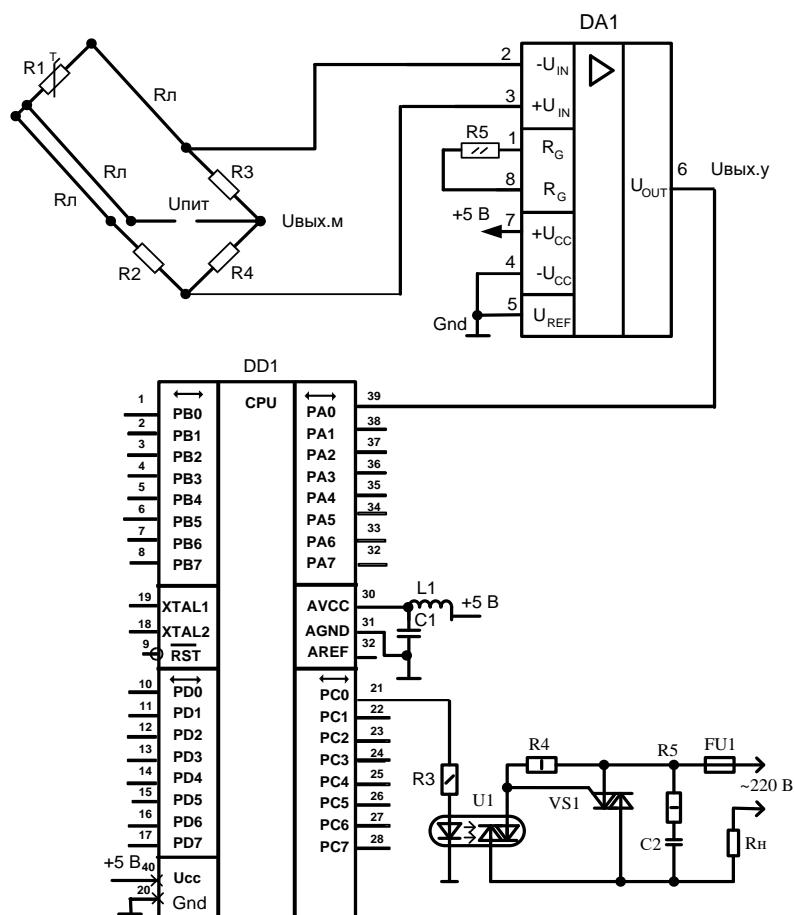 DA1
R1
T
Rл
2
-U_IN
3
+U_IN
R5
1
R_G
8
R_G
6
U_OUT
Uвых.у
Rл
R3
Rл
Uпит
Uвых.м
+5 В
7
+U_CC
4
-U_CC
R2
R4
5
U_REF
Gnd
DD1
CPU
1
PB0
2
PB1
3
PB2
4
PB3
5
PB4
6
PB5
7
PB6
8
PB7
39
PA0
38
PA1
37
PA2
36
PA3
35
PA4
34
PA5
33
PA6
32
PA7
19
XTAL1
18
XTAL2
9
RST
30
AVCC
31
AGND
32
AREF
L1
+5 В
C1
10
PD0
11
PD1
12
PD2
13
PD3
14
PD4
15
PD5
16
PD6
17
PD7
21
PC0
22
PC1
23
PC2
24
PC3
25
PC4
26
PC5
27
PC6
28
PC7
+5 В
40
Ucc
20
Gnd
R3
U1
R4
VS1
R5
FU1
~220 В
C2
Rн